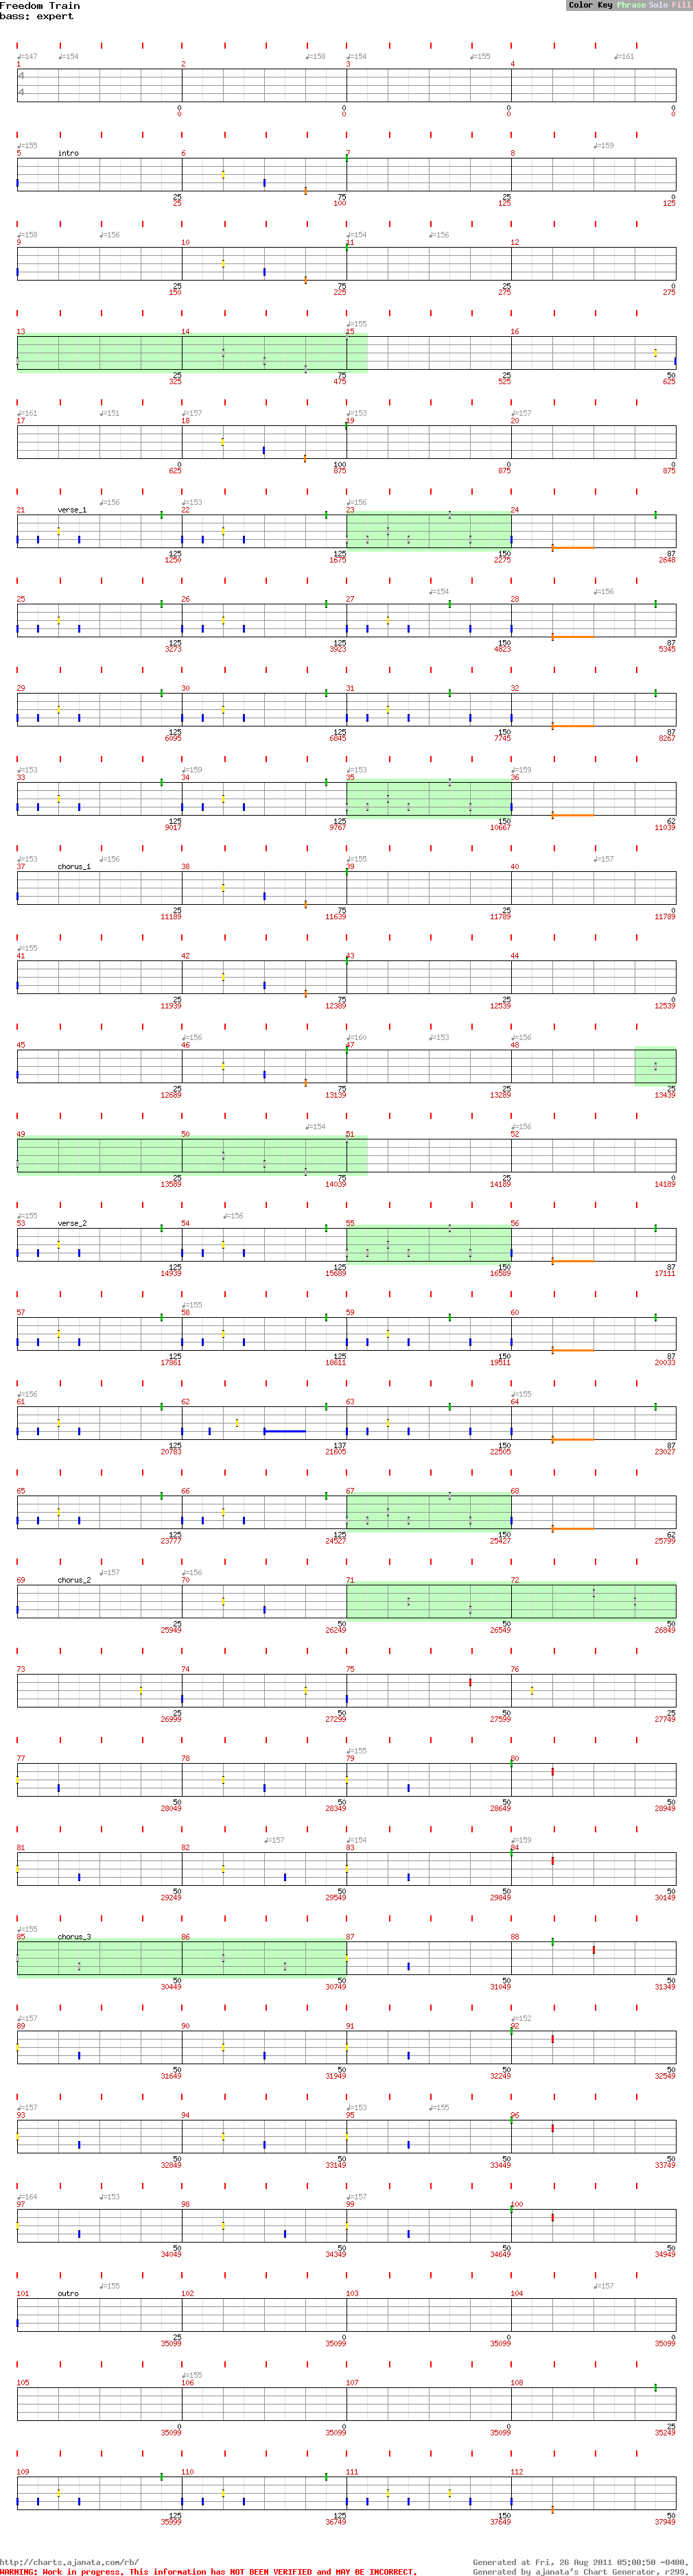 Freedom Train Color Key Phrase Solo Fill
bass: expert
♩=147 ♩=154 ♩=158 ♩=154 ♩=155 ♩=161
1 2 3 4
4
4
0 0 0 0
0 0 0 0
♩=155 ♩=159
5 intro 6 7 8
25 75 25 0
25 100 125 125
♩=158 ♩=156 ♩=154 ♩=156
9 10 11 12
25 75 25 0
150 225 275 275
♩=155
13 14 15 16
25 75 25 50
325 475 525 625
♩=161 ♩=151 ♩=157 ♩=153 ♩=157
17 18 19 20
0 100 0 0
625 875 875 875
♩=156 ♩=153 ♩=156
21 verse_1 22 23 24
125 125 150 87
1250 1675 2275 2648
♩=154 ♩=156
25 26 27 28
125 125 150 87
3273 3923 4823 5345
29 30 31 32
125 125 150 87
6095 6845 7745 8267
♩=153 ♩=159 ♩=153 ♩=159
33 34 35 36
125 125 150 62
9017 9767 10667 11039
♩=153 ♩=156 ♩=155 ♩=157
37 chorus_1 38 39 40
25 75 25 0
11189 11639 11789 11789
♩=155
41 42 43 44
25 75 25 0
11939 12389 12539 12539
♩=156 ♩=160 ♩=153 ♩=156
45 46 47 48
25 75 25 25
12689 13139 13289 13439
♩=154 ♩=156
49 50 51 52
25 75 25 0
13589 14039 14189 14189
♩=155 ♩=156
53 verse_2 54 55 56
125 125 150 87
14939 15689 16589 17111
♩=155
57 58 59 60
125 125 150 87
17861 18611 19511 20033
♩=156 ♩=155
61 62 63 64
125 137 150 87
20783 21605 22505 23027
65 66 67 68
125 125 150 62
23777 24527 25427 25799
♩=157 ♩=156
69 chorus_2 70 71 72
25 50 50 50
25949 26249 26549 26849
73 74 75 76
25 50 50 25
26999 27299 27599 27749
♩=155
77 78 79 80
50 50 50 50
28049 28349 28649 28949
♩=157 ♩=154 ♩=159
81 82 83 84
50 50 50 50
29249 29549 29849 30149
♩=155
85 chorus_3 86 87 88
50 50 50 50
30449 30749 31049 31349
♩=157 ♩=152
89 90 91 92
50 50 50 50
31649 31949 32249 32549
♩=157 ♩=153 ♩=155
93 94 95 96
50 50 50 50
32849 33149 33449 33749
♩=164 ♩=153 ♩=157
97 98 99 100
50 50 50 50
34049 34349 34649 34949
♩=155 ♩=157
101 outro 102 103 104
25 0 0 0
35099 35099 35099 35099
♩=155
105 106 107 108
0 0 0 25
35099 35099 35099 35249
109 110 111 112
125 125 150 50
35999 36749 37649 37949
http://charts.ajanata.com/rb/ Generated at Fri, 26 Aug 2011 05:00:50 -0400.
WARNING: Work in progress. This information has NOT BEEN VERIFIED and MAY BE INCORRECT. Generated by ajanata's Chart Generator, r299.